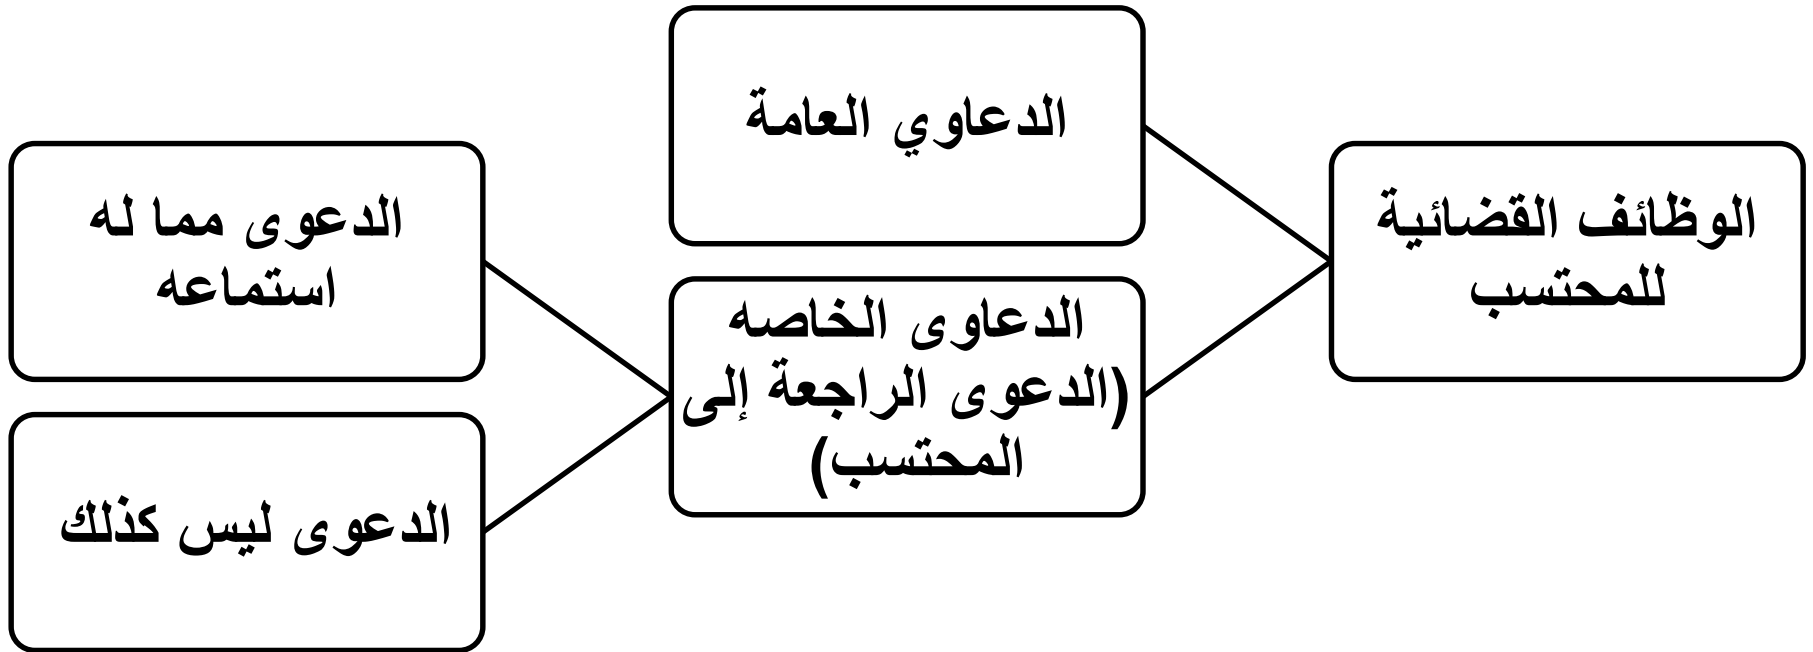 الوظائف القضائية
للمحتسب
الدعاوي العامة
الدعاوى الخاصه
(الدعوى الراجعة إلى
المحتسب)
الدعوى مما له
استماعه
الدعوى ليس كذلك